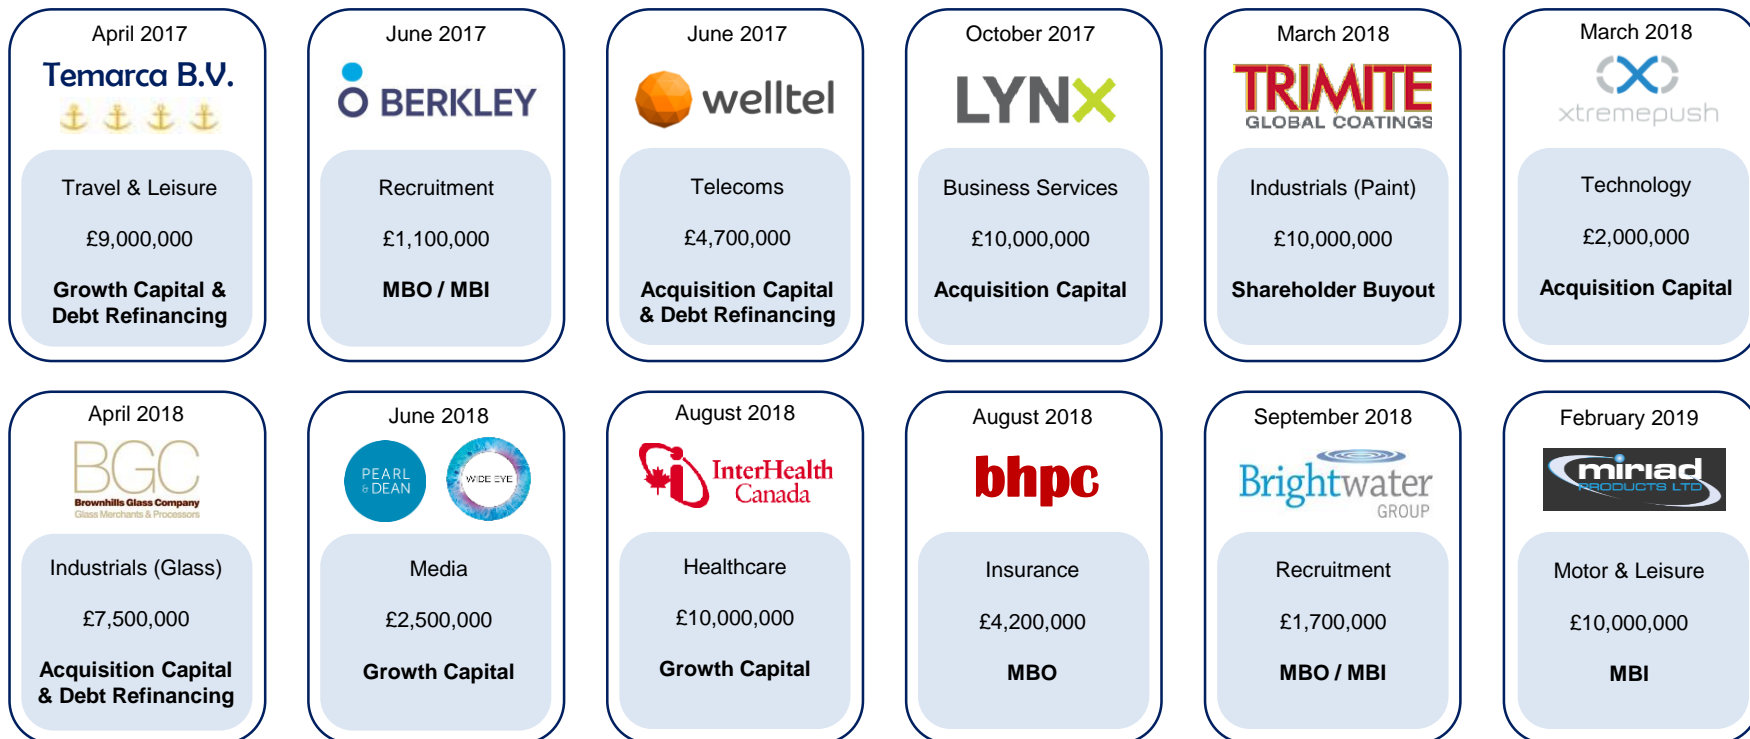 April 2017
Temarca B.V.
Travel & Leisure
£9,000,000
Growth Capital &
Debt Refinancing
June 2017
BERKLEY
Recruitment
£1,100,000
MBO / MBI
June 2017
welltel
Telecoms
£4,700,000
Acquisition Capital
& Debt Refinancing
October 2017
LYNX
Business Services
£10,000,000
Acquisition Capital
March 2018
TRIMITE
GLOBAL COATINGS
Industrials (Paint)
£10,000,000
Shareholder Buyout
March 2018
xtremepush
Technology
£2,000,000
Acquisition Capital
April 2018
BGC
Brownhills Glass Company
Glass Merchants & Processors
Industrials (Glass)
£7,500,000
Acquisition Capital
& Debt Refinancing
June 2018
PEARL
& DEAN
WIDE EYE
Media
£2,500,000
Growth Capital
August 2018
InterHealth
Canada
Healthcare
£10,000,000
Growth Capital
August 2018
bhpc
Insurance
£4,200,000
MBO
September 2018
Brightwater
GROUP
Recruitment
£1,700,000
MBO / MBI
February 2019
miriad
PRODUCTS LTD
Motor & Leisure
£10,000,000
MBI